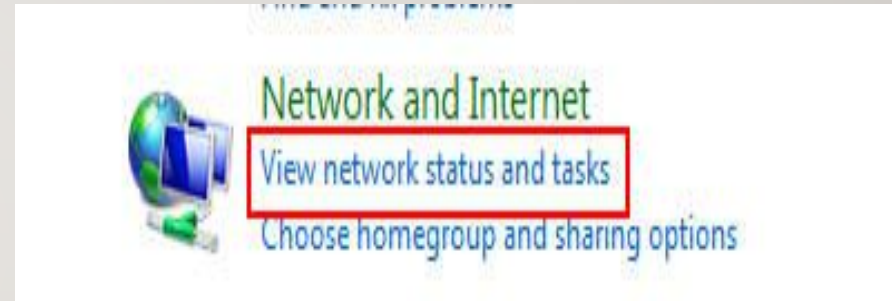 Network and Internet
View network status and tasks
Choose homegroup and sharing options